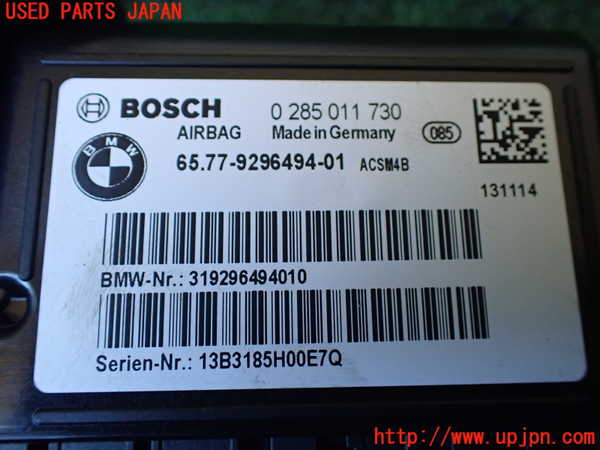 USED PARTS JAPAN
BOSCH 0 285 011 730
AIRBAG Made in Germany 085
BMW
65.77-9296494-01 ACSM4B
131114
BMW-Nr.: 319296494010
Serien-Nr.: 13B3185H00E7Q
http://www.upjpn.com/